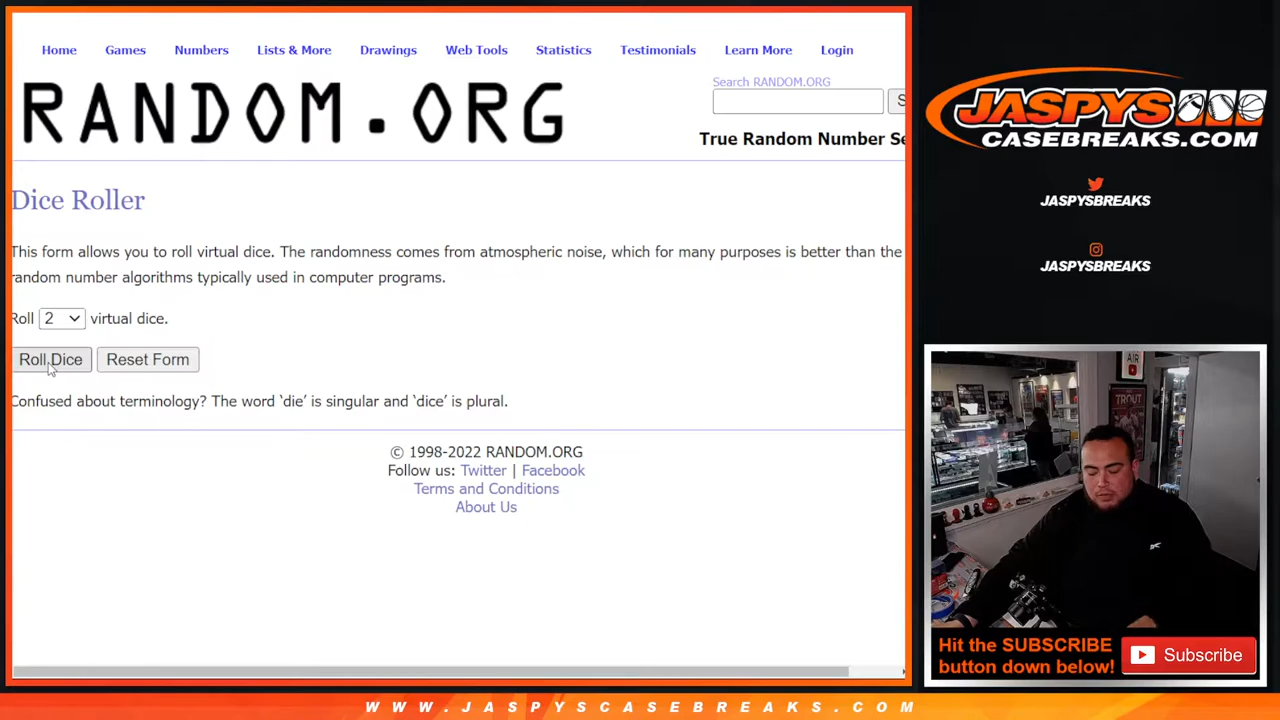 Home Games Numbers Lists & More Drawings Web Tools Statistics Testimonials Learn More Login
RANDOM.ORG
Search RANDOM.ORG
S
True Random Number Se
Dice Roller
This form allows you to roll virtual dice. The randomness comes from atmospheric noise, which for many purposes is better than the
random number algorithms typically used in computer programs.
Roll 2 virtual dice.
Roll Dice Reset Form
Confused about terminology? The word ‘die’ is singular and ‘dice’ is plural.
© 1998-2022 RANDOM.ORG
Follow us: Twitter | Facebook
Terms and Conditions
About Us
JASPYS
CASEBREAKS.COM
JASPYSBREAKS
JASPYSBREAKS
AIR
TROUT
Hit the SUBSCRIBE
button down below!
Subscribe
WWW.JASPYSCASEBREAKS.COM